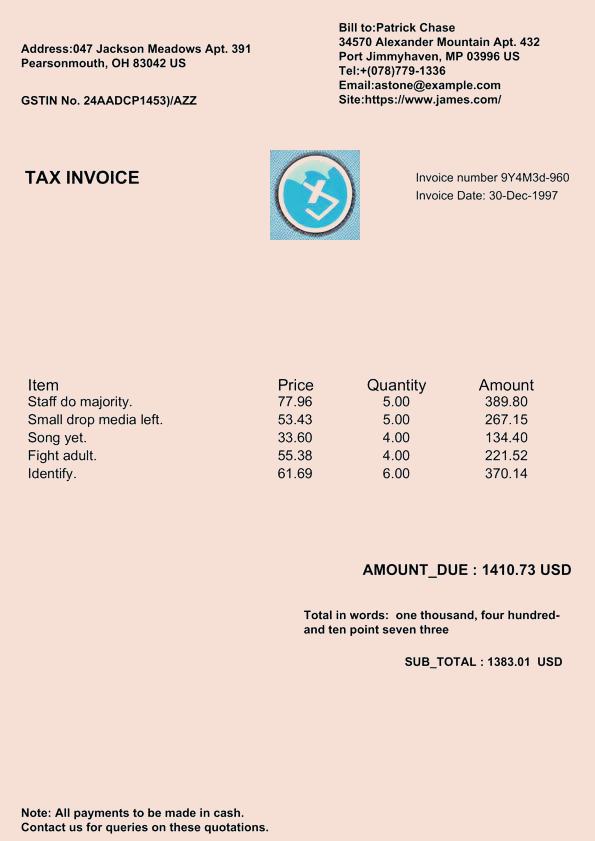 Address:047 Jackson Meadows Apt. 391
Pearsonmouth, OH 83042 US
GSTIN No. 24AADCP1453)/AZZ
Bill to:Patrick Chase
34570 Alexander Mountain Apt. 432
Port Jimmyhaven, MP 03996 US
Tel:+(078)779-1336
Email:astone@example.com
Site:https://www.james.com/
TAX INVOICE
Invoice number 9Y4M3d-960
Invoice Date: 30-Dec-1997
Item Price Quantity Amount
Staff do majority. 77.96 5.00 389.80
Small drop media left. 53.43 5.00 267.15
Song yet. 33.60 4.00 134.40
Fight adult. 55.38 4.00 221.52
Identify. 61.69 6.00 370.14
AMOUNT_DUE : 1410.73 USD
Total in words:  one thousand, four hundred-
and ten point seven three
SUB_TOTAL : 1383.01  USD
Note: All payments to be made in cash.
Contact us for queries on these quotations.